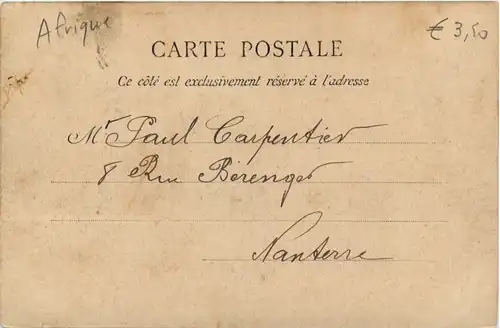 Afrique
€ 3,50
CARTE POSTALE
Ce côté est exclusivement réservé à l'adresse
Mr Paul Carpentier
8 Rue Bérenger
Nanterre